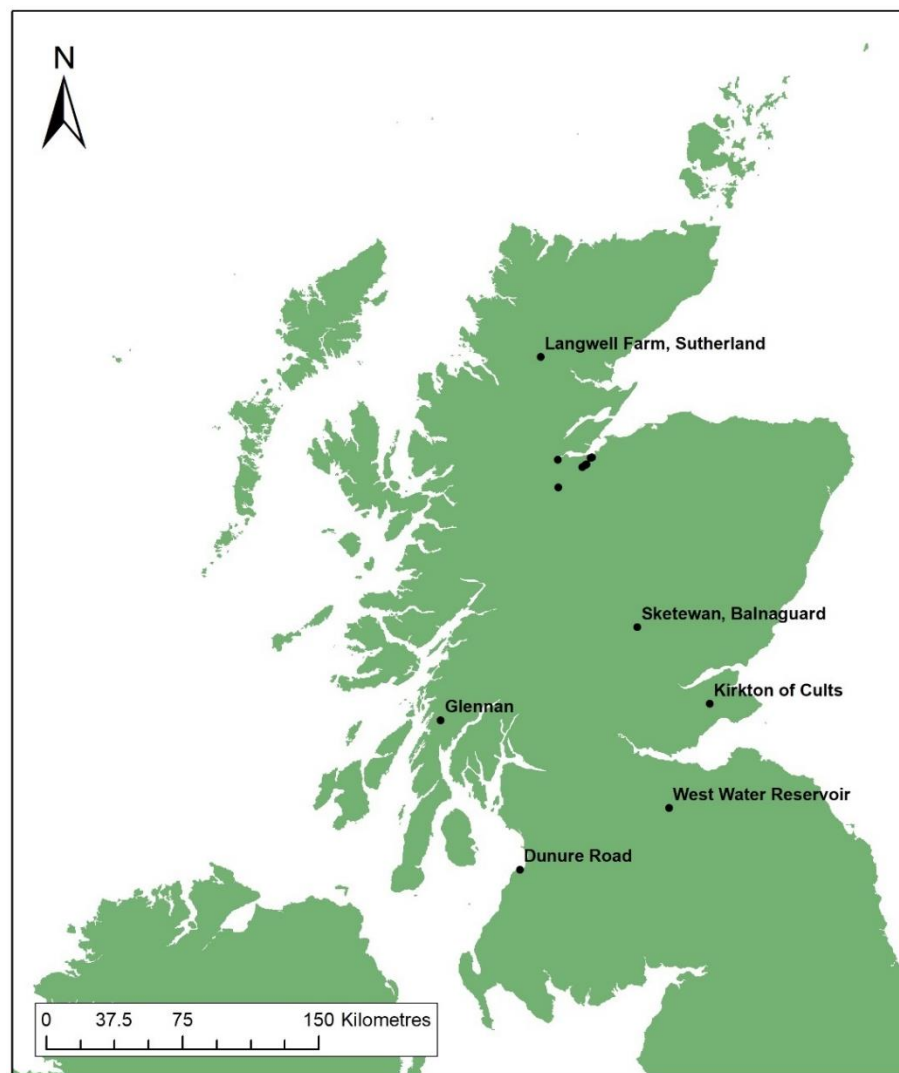 N
Langwell Farm, Sutherland
Sketewan, Balnaguard
Kirkton of Cults
Glennan
West Water Reservoir
Dunure Road
0 37.5 75 150 Kilometres